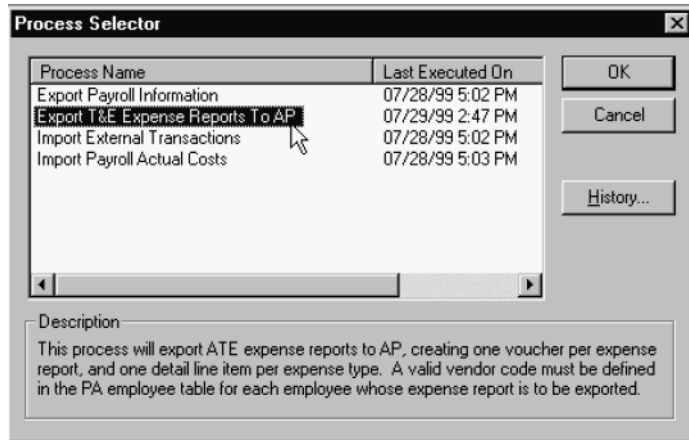 Process Selector
Process Name Last Executed On
Export Payroll Information 07/28/99 5:02 PM
Export T&E Expense Reports To AP 07/29/99 2:47 PM
Import External Transactions 07/28/99 5:02 PM
Import Payroll Actual Costs 07/28/99 5:03 PM
OK
Cancel
History...
Description
This process will export ATE expense reports to AP, creating one voucher per expense
report, and one detail line item per expense type. A valid vendor code must be defined
in the PA employee table for each employee whose expense report is to be exported.